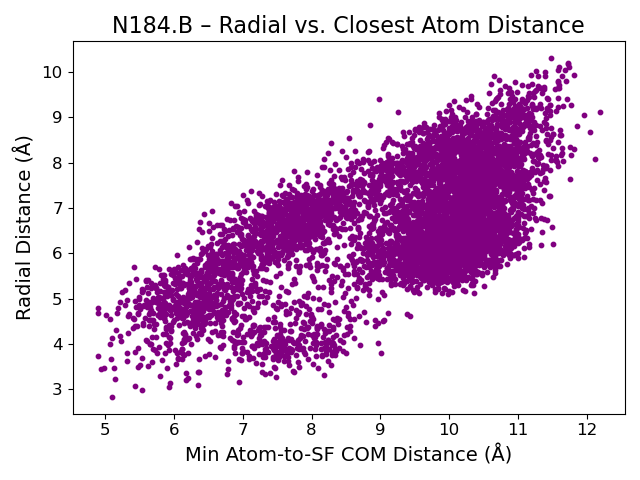 N184.B – Radial vs. Closest Atom Distance
10
9
8
7
6
5
4
3
Radial Distance (Å)
5 6 7 8 9 10 11 12
Min Atom-to-SF COM Distance (Å)